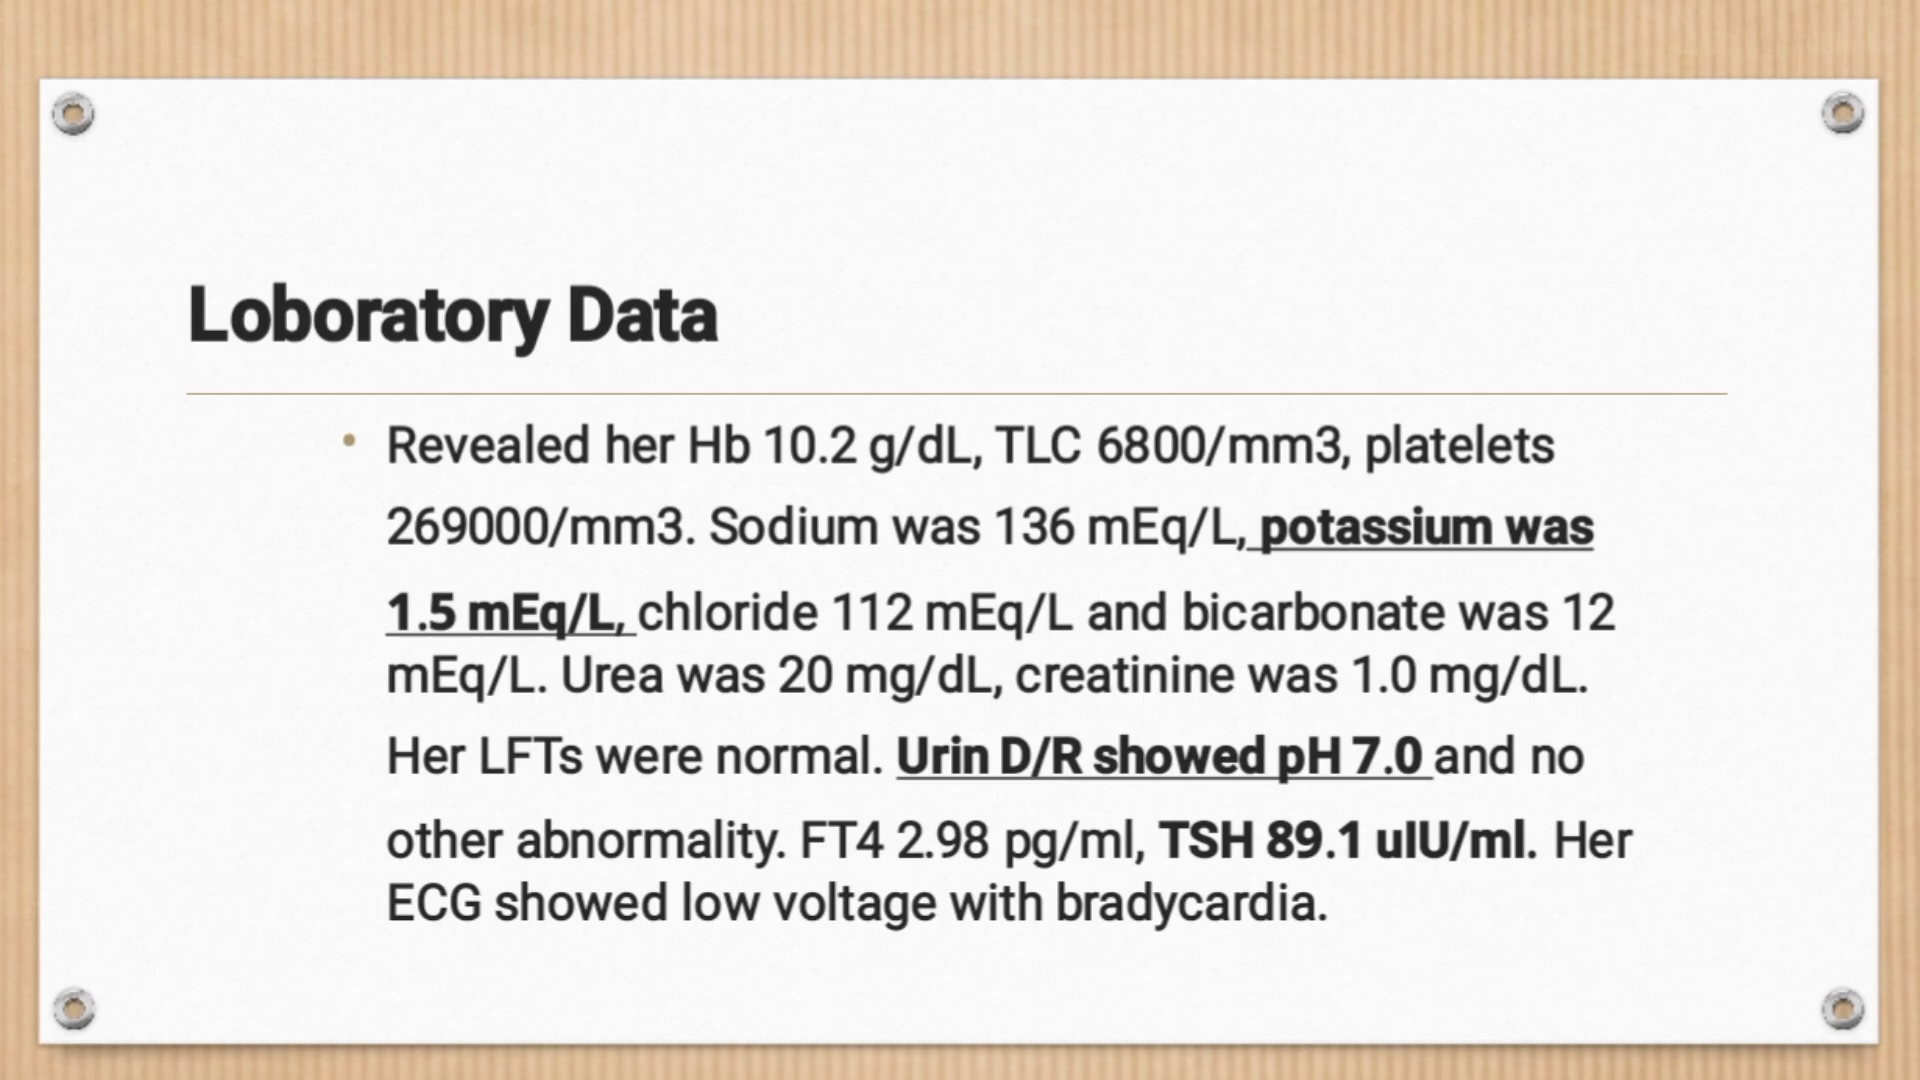 Loboratory Data
• Revealed her Hb 10.2 g/dL, TLC 6800/mm3, platelets
269000/mm3. Sodium was 136 mEq/L, potassium was
1.5 mEq/L, chloride 112 mEq/L and bicarbonate was 12
mEq/L. Urea was 20 mg/dL, creatinine was 1.0 mg/dL.
Her LFTs were normal. Urin D/R showed pH 7.0 and no
other abnormality. FT4 2.98 pg/ml, TSH 89.1 uIU/ml. Her
ECG showed low voltage with bradycardia.